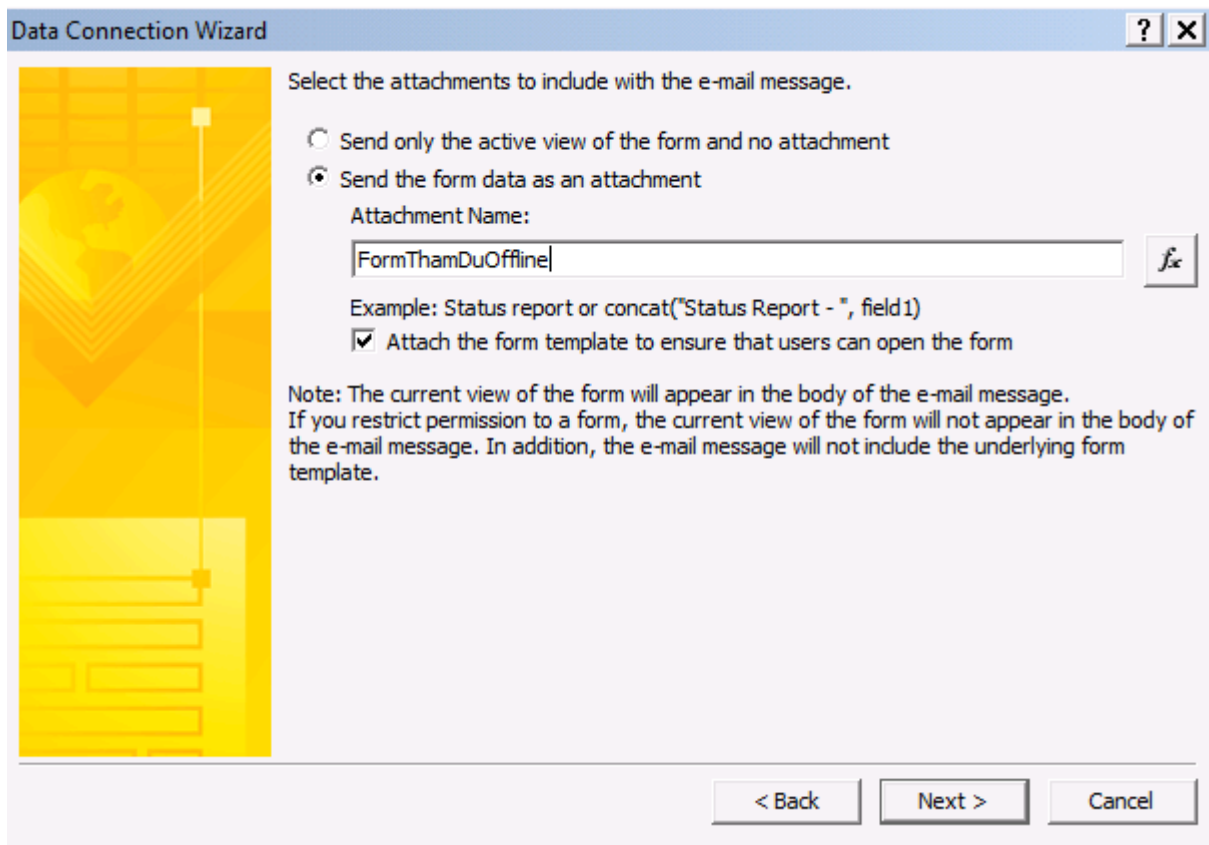 Data Connection Wizard
Select the attachments to include with the e-mail message.
Send only the active view of the form and no attachment
Send the form data as an attachment
Attachment Name:
FormThamDuOffline
fx
Example: Status report or concat("Status Report - ", field1)
Attach the form template to ensure that users can open the form
Note: The current view of the form will appear in the body of the e-mail message.
If you restrict permission to a form, the current view of the form will not appear in the body of
the e-mail message. In addition, the e-mail message will not include the underlying form
template.
< Back Next > Cancel